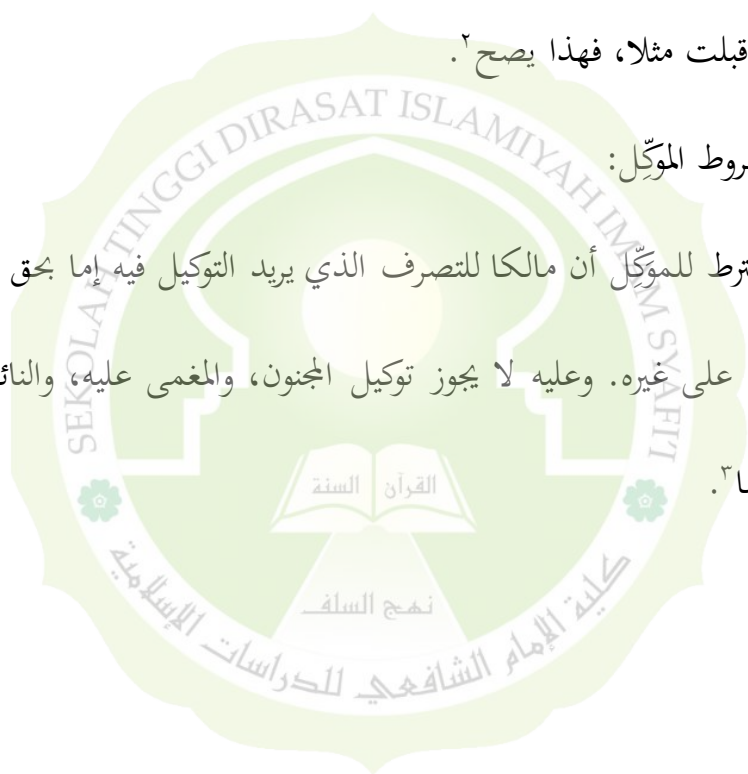 قبلت مثلا، فهذا يصح٢.
روط الموَكِّل:
ترط للموَكِّل أن مالكا للتصرف الذي يريد التوكيل فيه إما بحق
على غيره. وعليه لا يجوز توكيل المجنون، والمغمى عليه، والنائ
ا٣.
SEKOLAH TINGGI DIRASAT ISLAMIYAH IMAM SYAFI'I
القرآن السنة
نهج السلف
كلية الإمام الشافعي للدراسات الإسلامية